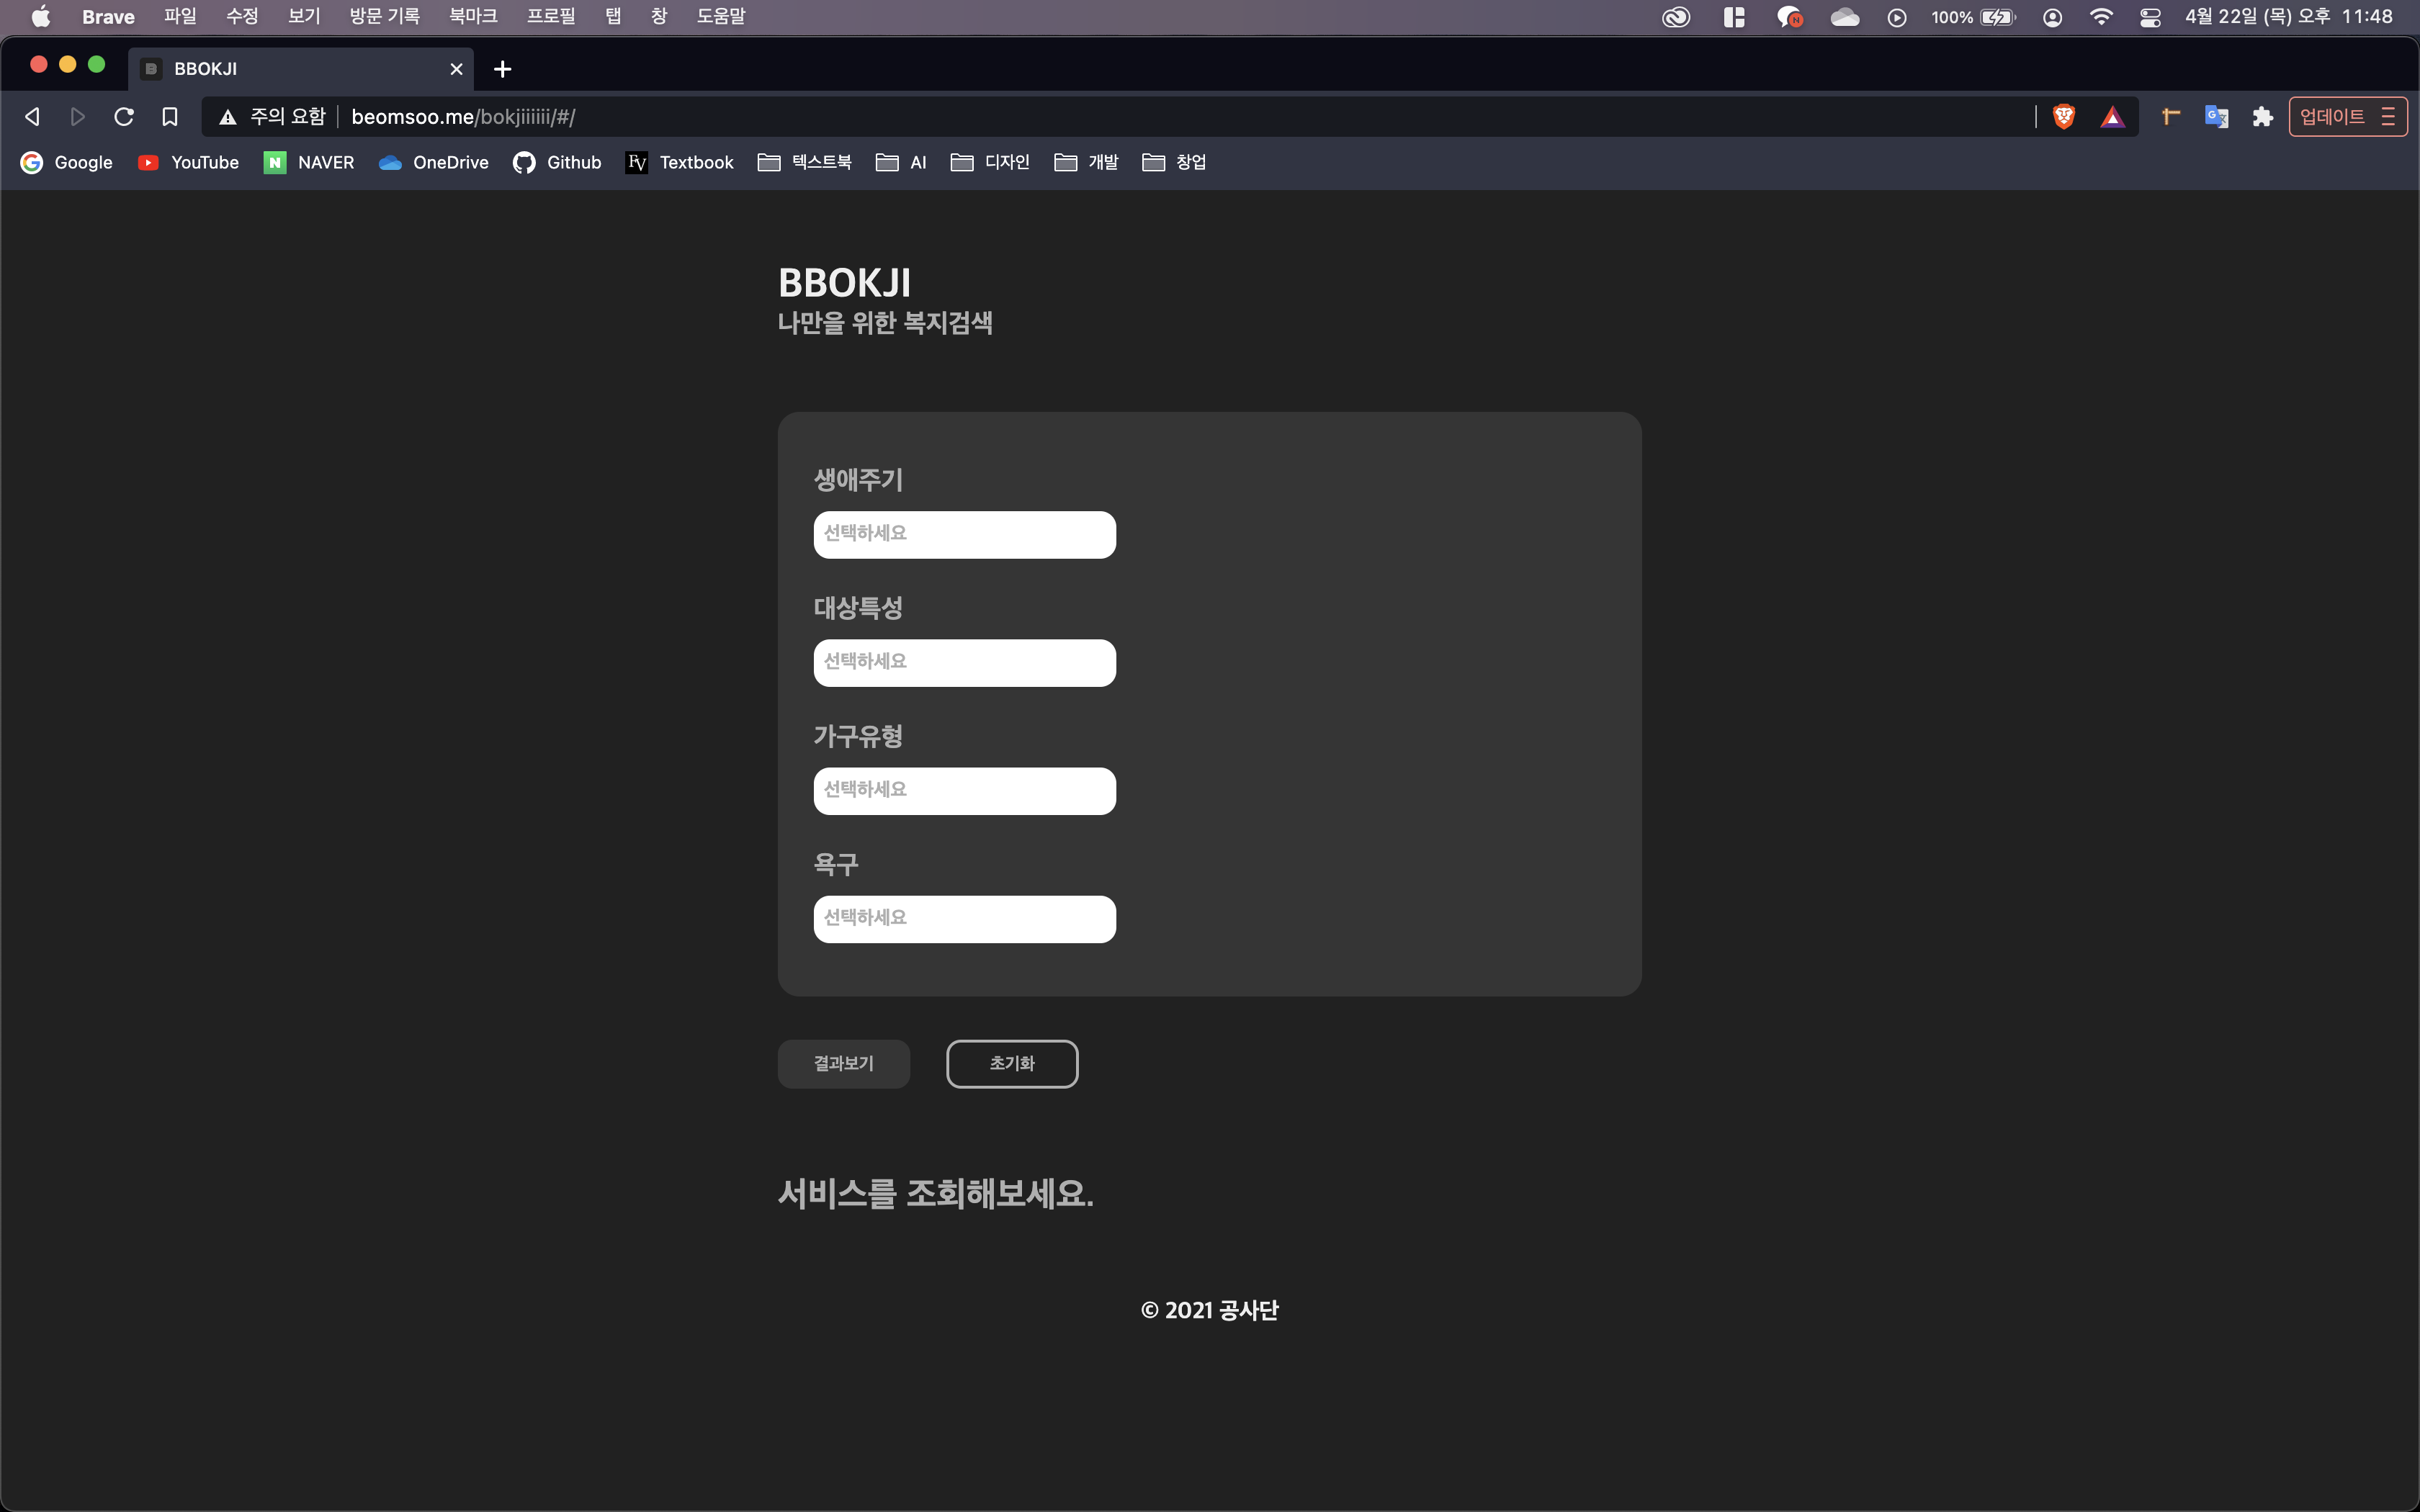 Brave 파일 수정 보기 방문 기록 북마크 프로필 탭 창 도움말 N 100% 4월 22일 (목) 오후 11:48
B BBOKJI
주의 요함 beomsoo.me/bokjiiiiii/#/ 업데이트
Google YouTube NAVER OneDrive Github Textbook 텍스트북 AI 디자인 개발 창업
BBOKJI
나만을 위한 복지검색
생애주기
선택하세요
대상특성
선택하세요
가구유형
선택하세요
욕구
선택하세요
결과보기 초기화
서비스를 조회해보세요.
© 2021 공사단